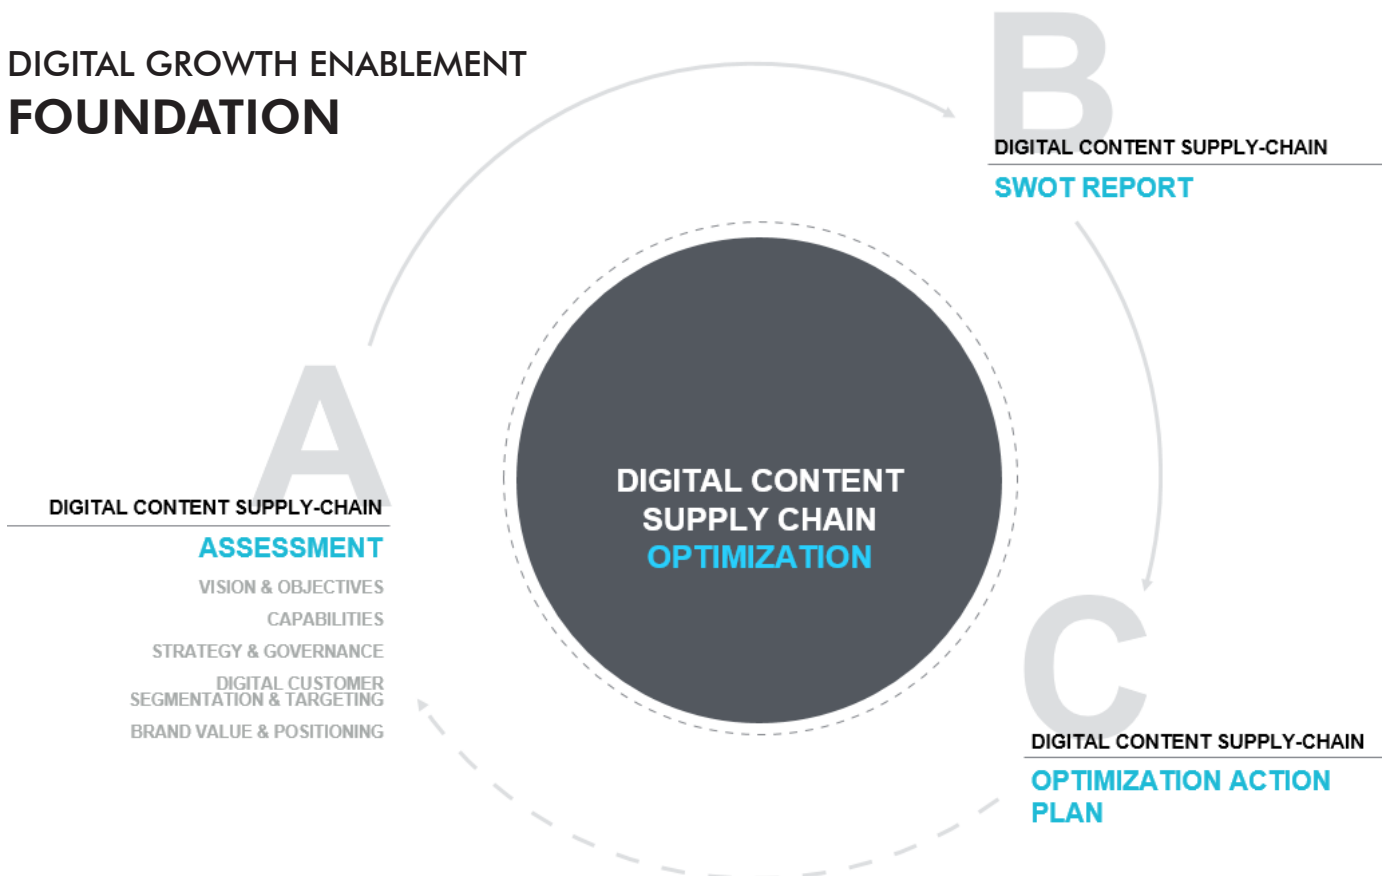 DIGITAL GROWTH ENABLEMENT
FOUNDATION
B
DIGITAL CONTENT SUPPLY-CHAIN
SWOT REPORT
A
DIGITAL CONTENT SUPPLY-CHAIN
ASSESSMENT
VISION & OBJECTIVES
CAPABILITIES
STRATEGY & GOVERNANCE
DIGITAL CUSTOMER
SEGMENTATION & TARGETING
BRAND VALUE & POSITIONING
DIGITAL CONTENT
SUPPLY CHAIN
OPTIMIZATION
C
DIGITAL CONTENT SUPPLY-CHAIN
OPTIMIZATION ACTION
PLAN